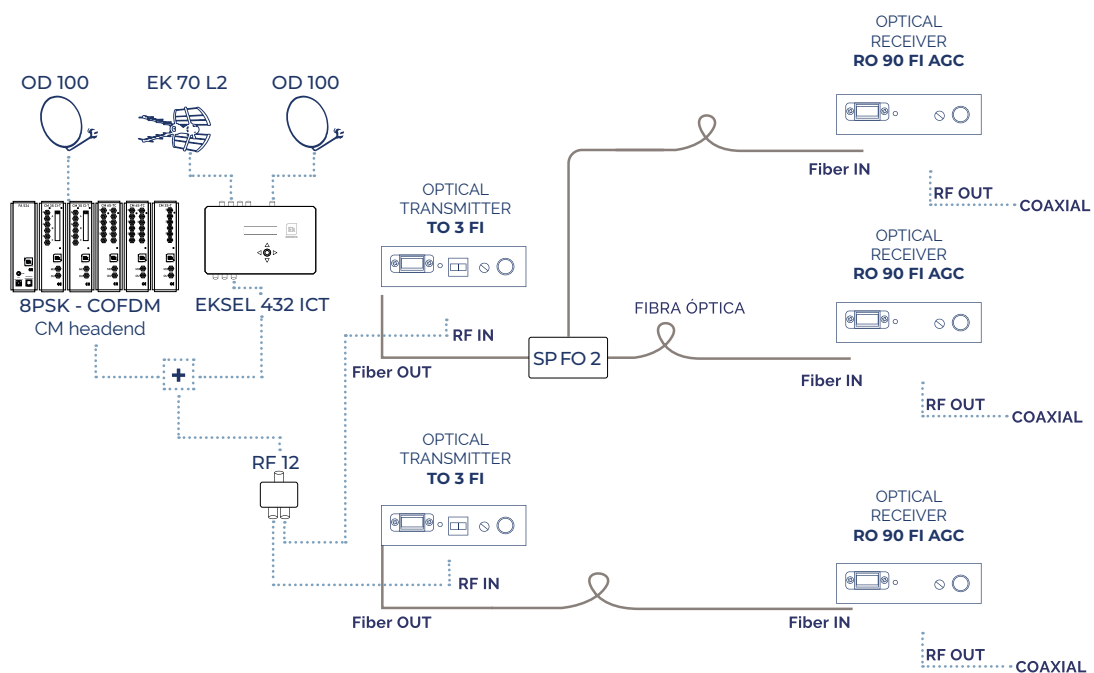 OPTICAL
RECEIVER
RO 90 FI AGC
OD 100
EK 70 L2
OD 100
Fiber IN
RF OUT
COAXIAL
OPTICAL
TRANSMITTER
TO 3 FI
OPTICAL
RECEIVER
RO 90 FI AGC
8PSK - COFDM
CM headend
EKSEL 432 ICT
FIBRA ÓPTICA
RF IN
SP FO 2
Fiber OUT
Fiber IN
+
RF OUT
COAXIAL
OPTICAL
TRANSMITTER
TO 3 FI
RF 12
OPTICAL
RECEIVER
RO 90 FI AGC
RF IN
Fiber OUT
Fiber IN
RF OUT
COAXIAL